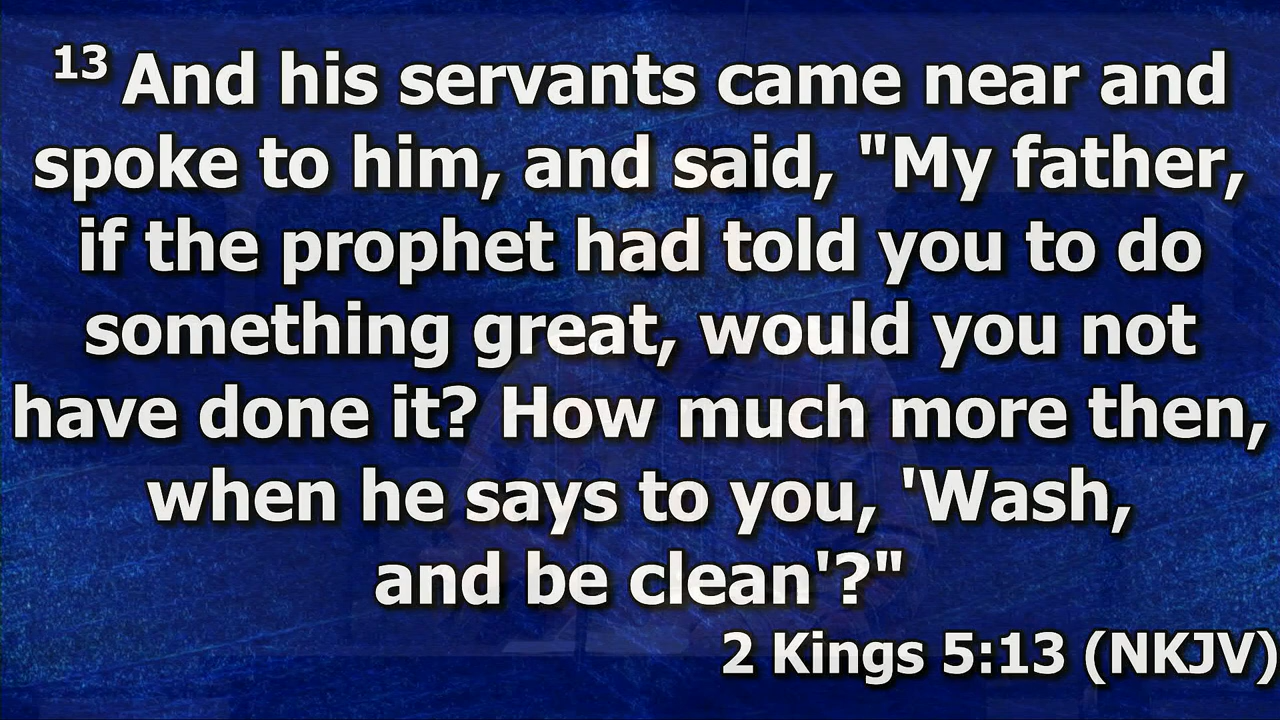 13 And his servants came near and
spoke to him, and said, "My father,
if the prophet had told you to do
something great, would you not
have done it? How much more then,
when he says to you, 'Wash,
and be clean'?"
2 Kings 5:13 (NKJV)